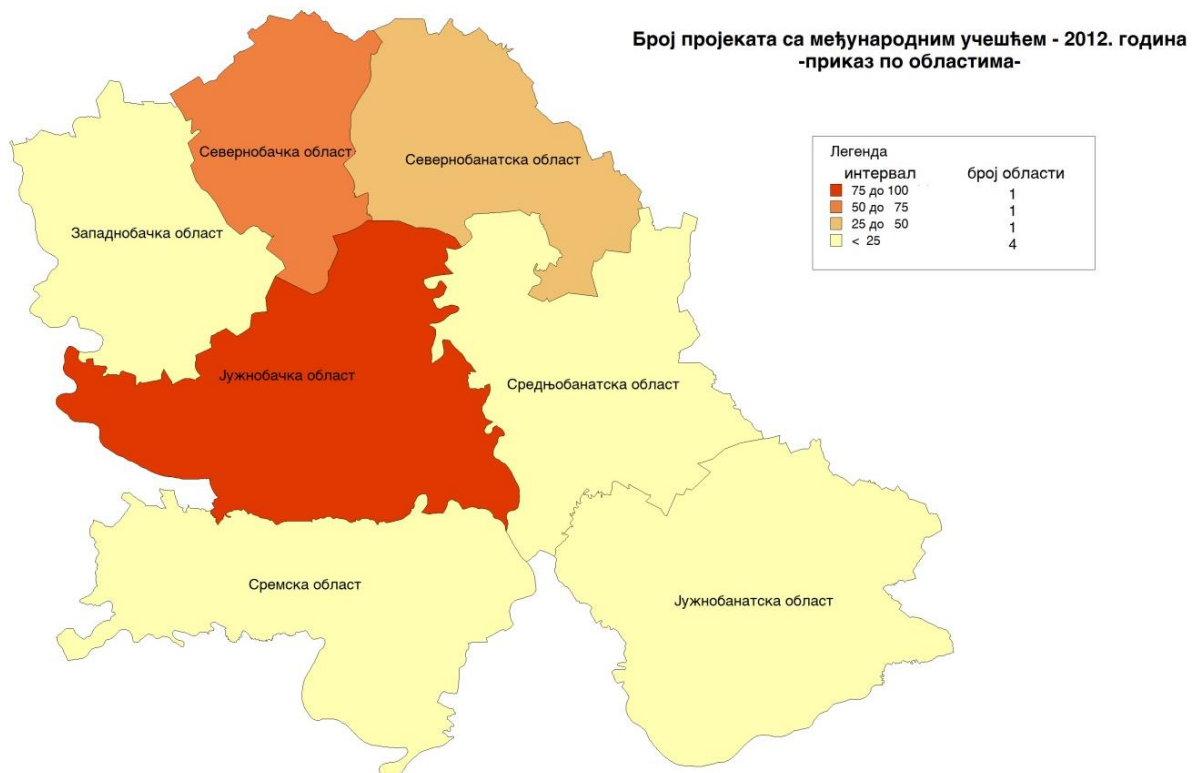 Број пројеката са међународним учешћем - 2012. година
-приказ по областима-
Легенда
интервал број области
75 до 100 1
50 до 75 1
25 до 50 1
< 25 4
Севернобачка област
Севернобанатска област
Западнобачка област
Јужнобачка област
Средњобанатска област
Сремска област
Јужнобанатска област